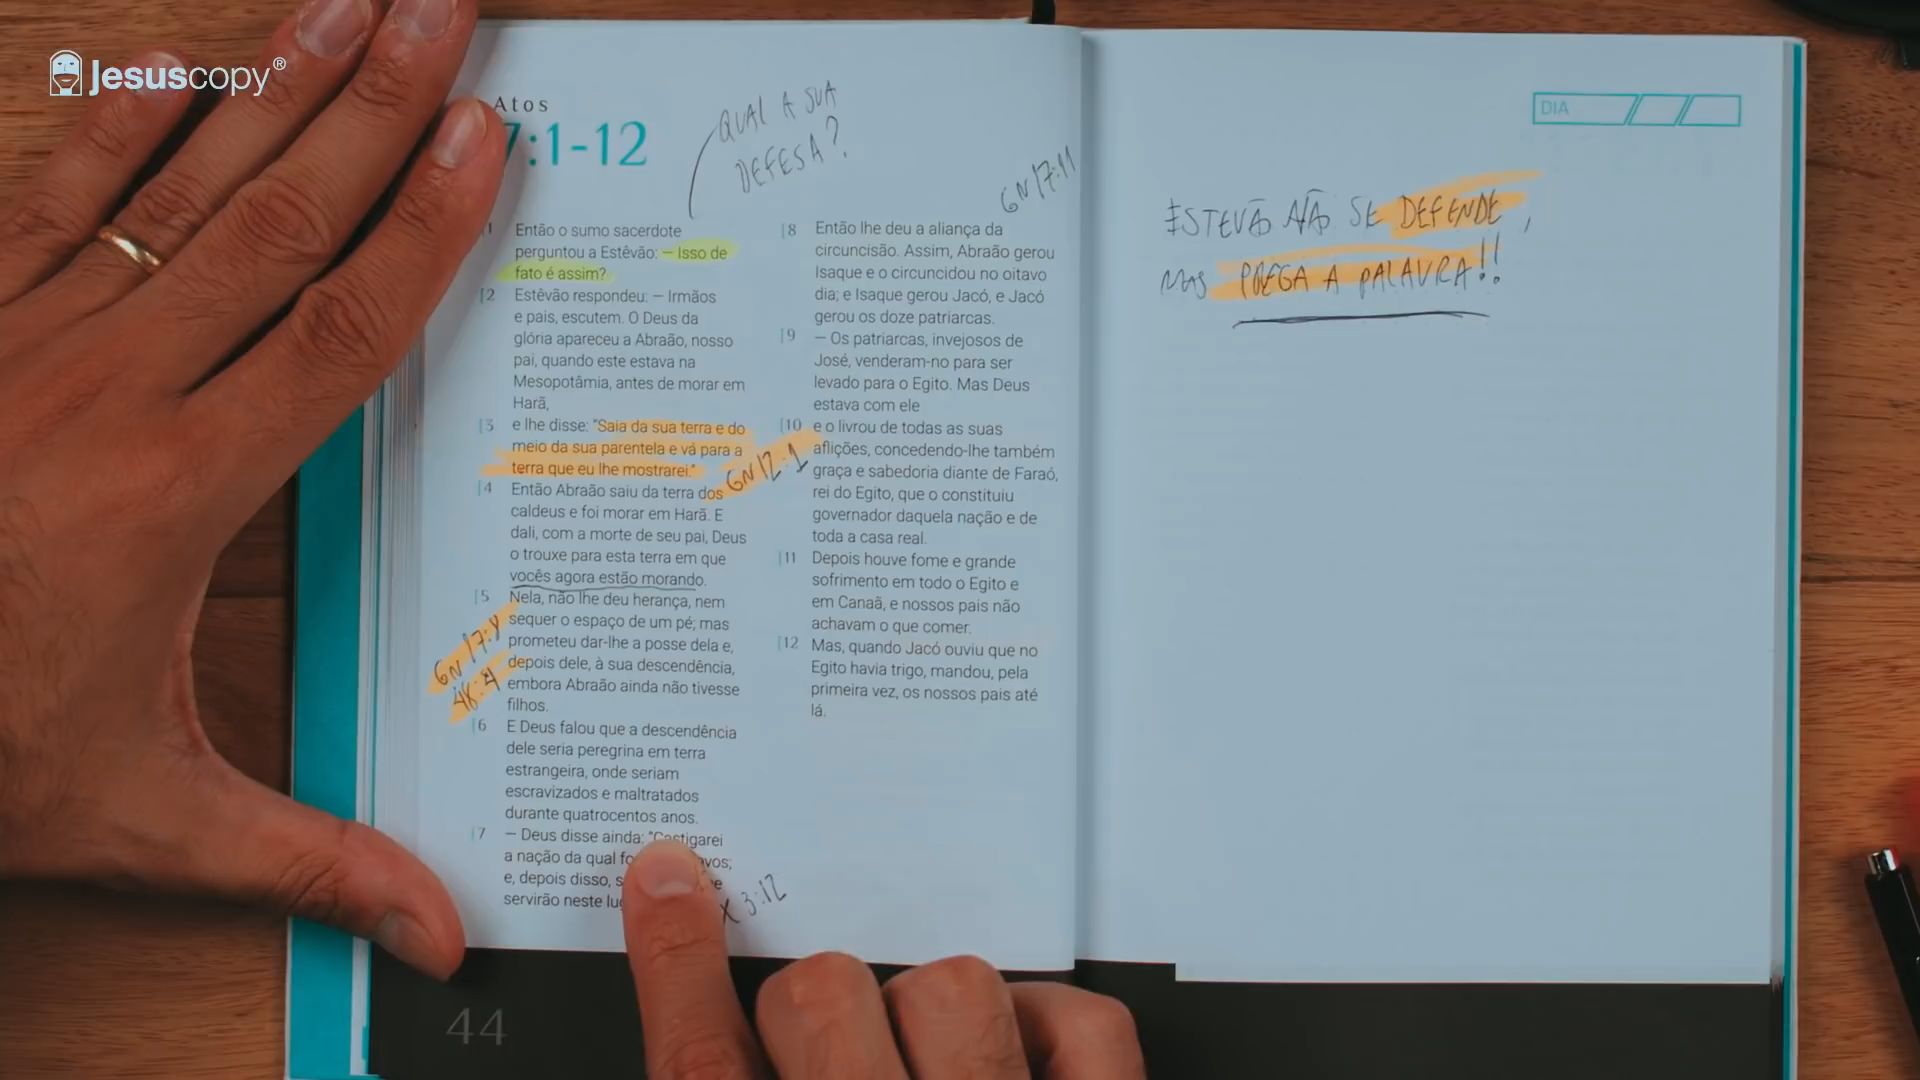 Jesuscopy®
Atos
7:1-12
QUAL A SUA
DEFESA?
1 Então o sumo sacerdote
perguntou a Estêvão: – Isso de
fato é assim?
2 Estêvão respondeu: – Irmãos
e pais, escutem. O Deus da
glória apareceu a Abraão, nosso
pai, quando este estava na
Mesopotâmia, antes de morar em
Harã,
3 e lhe disse: "Saia da sua terra e do
meio da sua parentela e vá para a
terra que eu lhe mostrarei."
GN 12:1
4 Então Abraão saiu da terra dos
caldeus e foi morar em Harã. E
dali, com a morte de seu pai, Deus
o trouxe para esta terra em que
vocês agora estão morando.
5 Nela, não lhe deu herança, nem
sequer o espaço de um pé; mas
prometeu dar-lhe a posse dela e,
depois dele, à sua descendência,
embora Abraão ainda não tivesse
filhos.
GN 17:8
6 E Deus falou que a descendência
dele seria peregrina em terra
estrangeira, onde seriam
escravizados e maltratados
durante quatrocentos anos.
7 – Deus disse ainda: "Castigarei
a nação da qual
e, depois disso,
servirão neste
3:12
GN 17:11
8 Então lhe deu a aliança da
circuncisão. Assim, Abraão gerou
Isaque e o circuncidou no oitavo
dia; e Isaque gerou Jacó, e Jacó
gerou os doze patriarcas.
9 – Os patriarcas, invejosos de
José, venderam-no para ser
levado para o Egito. Mas Deus
estava com ele
10 e o livrou de todas as suas
aflições, concedendo-lhe também
graça e sabedoria diante de Faraó,
rei do Egito, que o constituiu
governador daquela nação e de
toda a casa real.
11 Depois houve fome e grande
sofrimento em todo o Egito e
em Canaã, e nossos pais não
achavam o que comer.
12 Mas, quando Jacó ouviu que no
Egito havia trigo, mandou, pela
primeira vez, os nossos pais até
lá.
44
DIA
ESTEVÃO NÃO SE DEFENDE,
MAS PREGA A PALAVRA!!